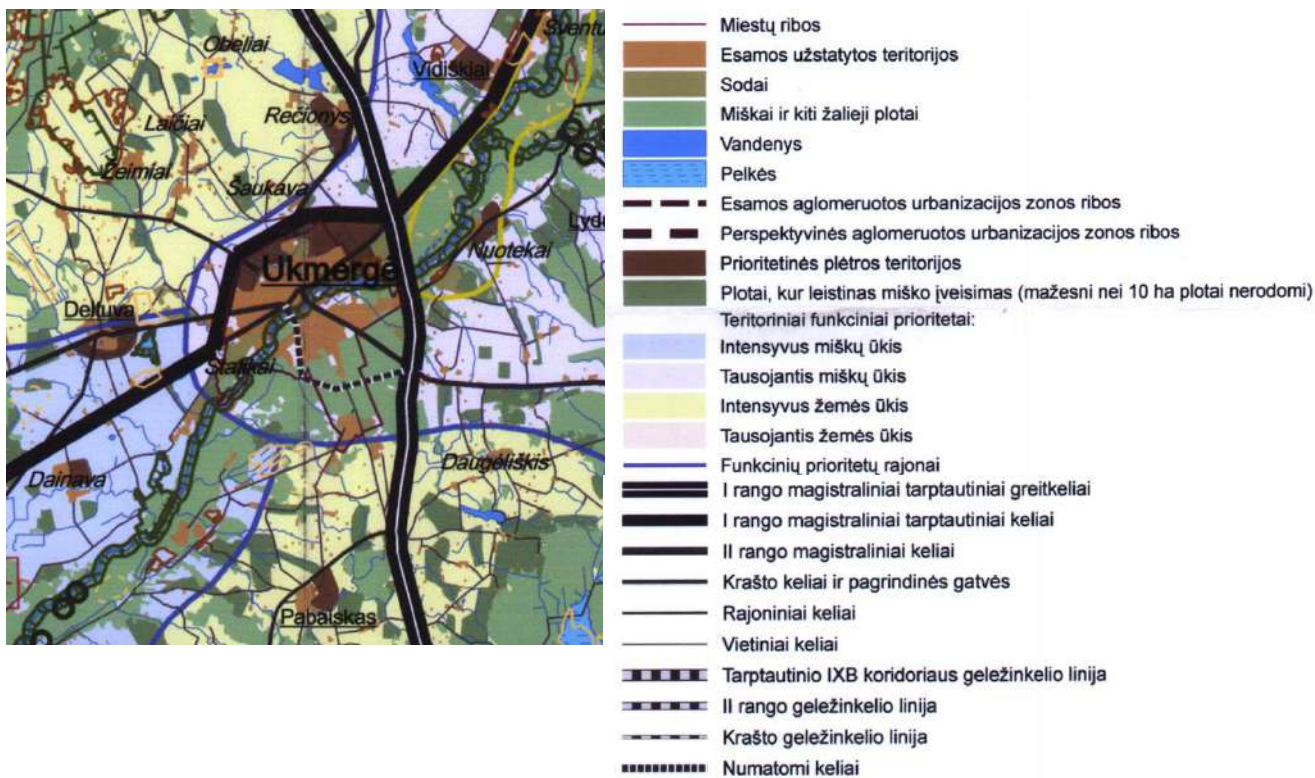 Obeliai
Šventu
Vidiškiai
Laičiai
Rečionys
Žeimiai
Šaukava
Lydu
Nuotekai
Ukmergė
Deltuva
Stalikai
Daugėliškis
Dainava
Pabaiskas
Miestų ribos
Esamos užstatytos teritorijos
Sodai
Miškai ir kiti žalieji plotai
Vandenys
Pelkės
Esamos aglomeruotos urbanizacijos zonos ribos
Perspektyvinės aglomeruotos urbanizacijos zonos ribos
Prioritetinės plėtros teritorijos
Plotai, kur leistinas miško įveisimas (mažesni nei 10 ha plotai nerodomi)
Teritoriniai funkciniai prioritetai:
Intensyvus miškų ūkis
Tausojantis miškų ūkis
Intensyvus žemės ūkis
Tausojantis žemės ūkis
Funkcinių prioritetų rajonai
I rango magistraliniai tarptautiniai greitkeliai
I rango magistraliniai tarptautiniai keliai
II rango magistraliniai keliai
Krašto keliai ir pagrindinės gatvės
Rajoniniai keliai
Vietiniai keliai
Tarptautinio IXB koridoriaus geležinkelio linija
II rango geležinkelio linija
Krašto geležinkelio linija
Numatomi keliai